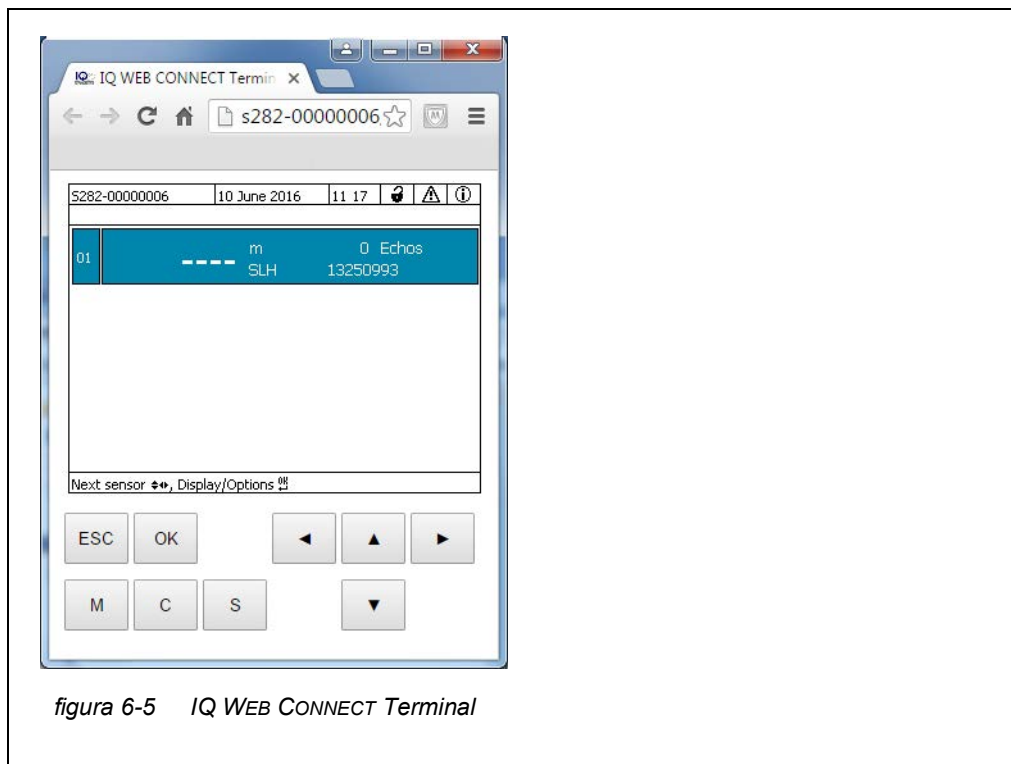 IQ WEB CONNECT Termin
s282-00000006
S282-00000006 10 June 2016 11 17
01 ---- m 0 Echos
SLH 13250993
Next sensor , Display/Options OK
ESC OK
M C S
figura 6-5 IQ WEB CONNECT Terminal